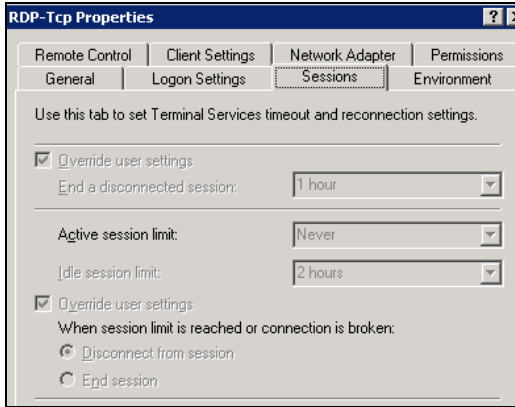 RDP-Tcp Properties
Remote Control Client Settings Network Adapter Permissions
General Logon Settings Sessions Environment
Use this tab to set Terminal Services timeout and reconnection settings.
Override user settings
End a disconnected session: 1 hour
Active session limit: Never
Idle session limit: 2 hours
Override user settings
When session limit is reached or connection is broken:
Disconnect from session
End session